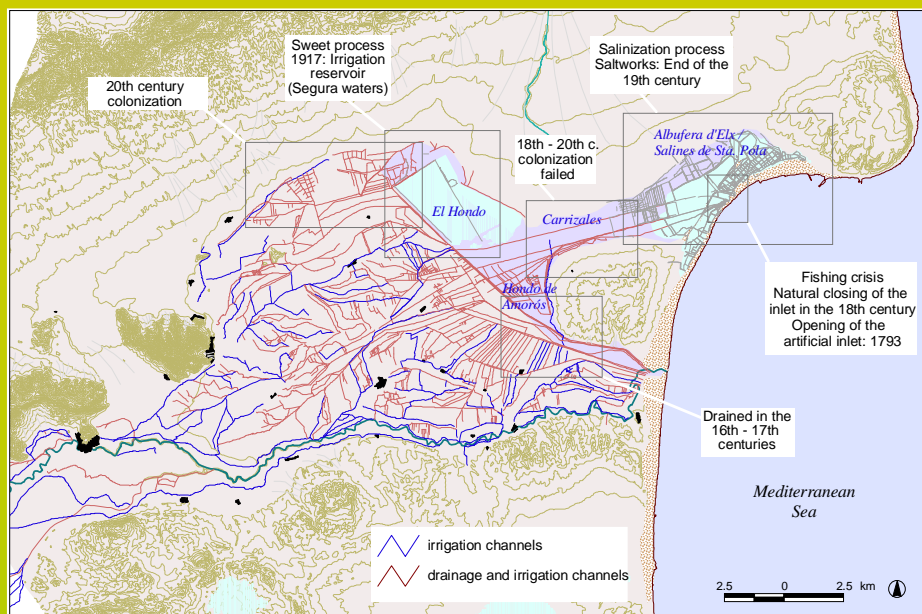 Sweet process
1917: Irrigation
reservoir
(Segura waters)
Salinization process
Saltworks: End of the
19th century
20th century
colonization
18th - 20th c.
colonization
failed
Albufera d'Elx /
Salines de Sta. Pola
El Hondo
Carrizales
Hondo de
Amorós
Fishing crisis
Natural closing of the
inlet in the 18th century
Opening of the
artificial inlet: 1793
Drained in the
16th - 17th
centuries
Mediterranean
Sea
irrigation channels
drainage and irrigation channels
2.5 0 2.5 km